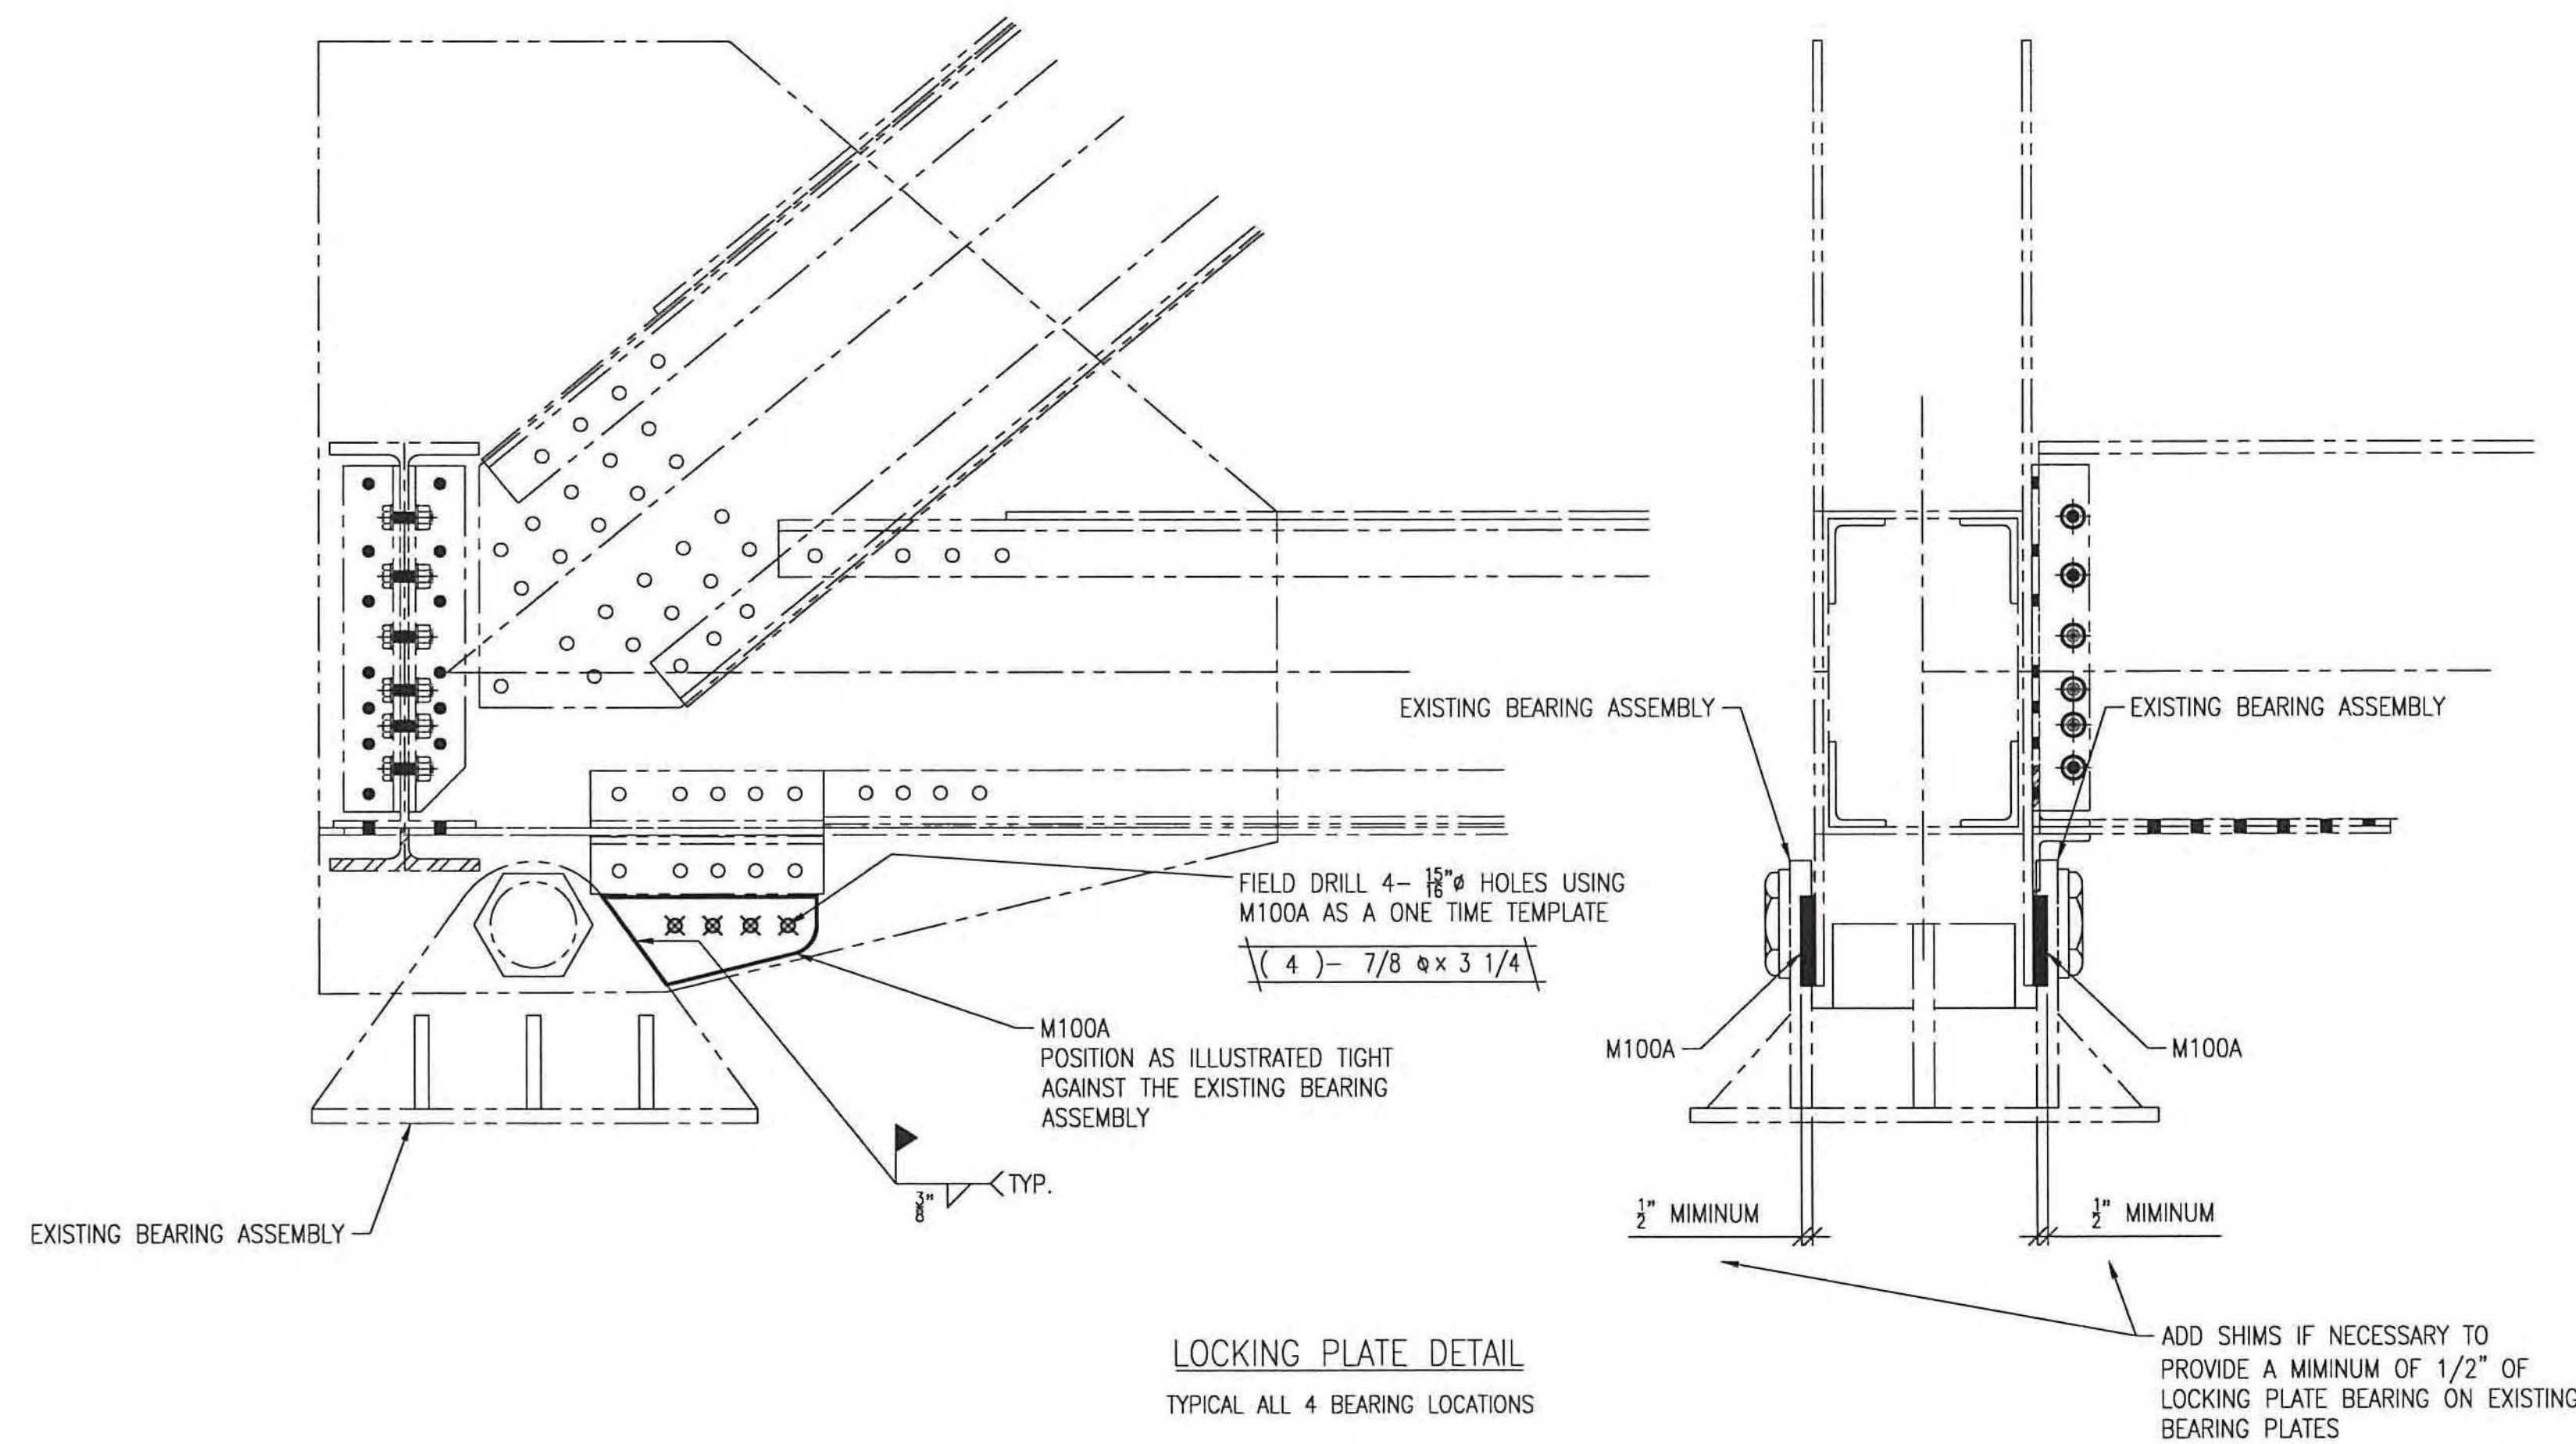 EXISTING BEARING ASSEMBLY
EXISTING BEARING ASSEMBLY
FIELD DRILL 4- 15/16"ø HOLES USING
M100A AS A ONE TIME TEMPLATE
( 4 )- 7/8 φ x 3 1/4
M100A
POSITION AS ILLUSTRATED TIGHT
AGAINST THE EXISTING BEARING
ASSEMBLY
M100A
M100A
3/8"
TYP.
EXISTING BEARING ASSEMBLY
1/2" MIMINUM
1/2" MIMINUM
LOCKING PLATE DETAIL
TYPICAL ALL 4 BEARING LOCATIONS
ADD SHIMS IF NECESSARY TO
PROVIDE A MIMINUM OF 1/2" OF
LOCKING PLATE BEARING ON EXISTING
BEARING PLATES